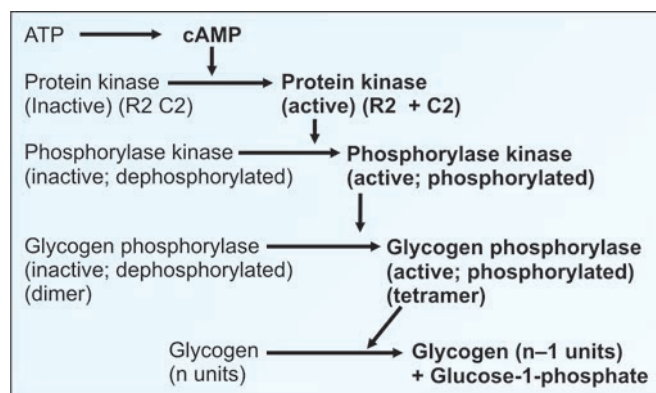 ATP cAMP
Protein kinase Protein kinase
(Inactive) (R2 C2) (active) (R2 + C2)
Phosphorylase kinase Phosphorylase kinase
(inactive; dephosphorylated) (active; phosphorylated)
Glycogen phosphorylase Glycogen phosphorylase
(inactive; dephosphorylated) (active; phosphorylated)
(dimer) (tetramer)
Glycogen Glycogen (n–1 units)
(n units) + Glucose-1-phosphate